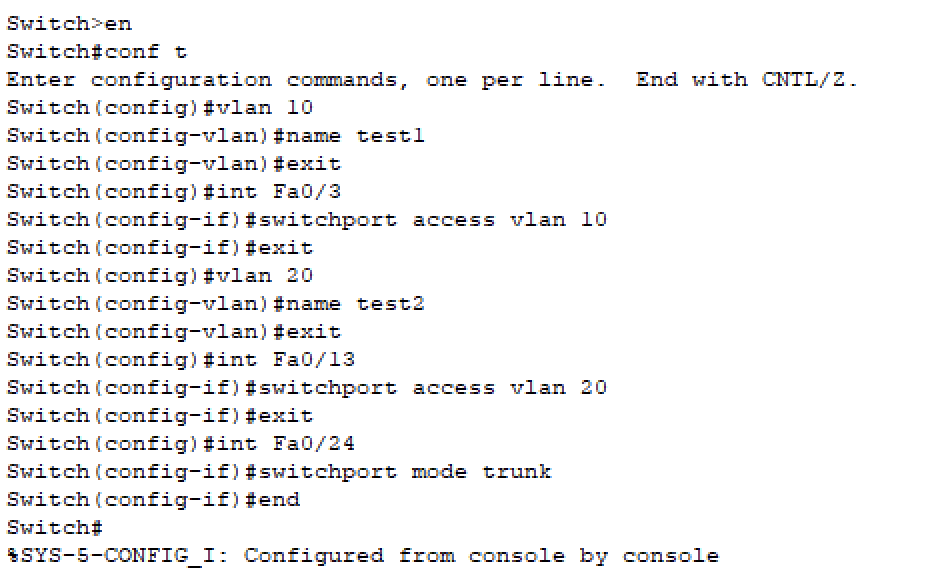 Switch>en
Switch#conf t
Enter configuration commands, one per line.  End with CNTL/Z.
Switch(config)#vlan 10
Switch(config-vlan)#name test1
Switch(config-vlan)#exit
Switch(config)#int Fa0/3
Switch(config-if)#switchport access vlan 10
Switch(config-if)#exit
Switch(config)#vlan 20
Switch(config-vlan)#name test2
Switch(config-vlan)#exit
Switch(config)#int Fa0/13
Switch(config-if)#switchport access vlan 20
Switch(config-if)#exit
Switch(config)#int Fa0/24
Switch(config-if)#switchport mode trunk
Switch(config-if)#end
Switch#
%SYS-5-CONFIG_I: Configured from console by console